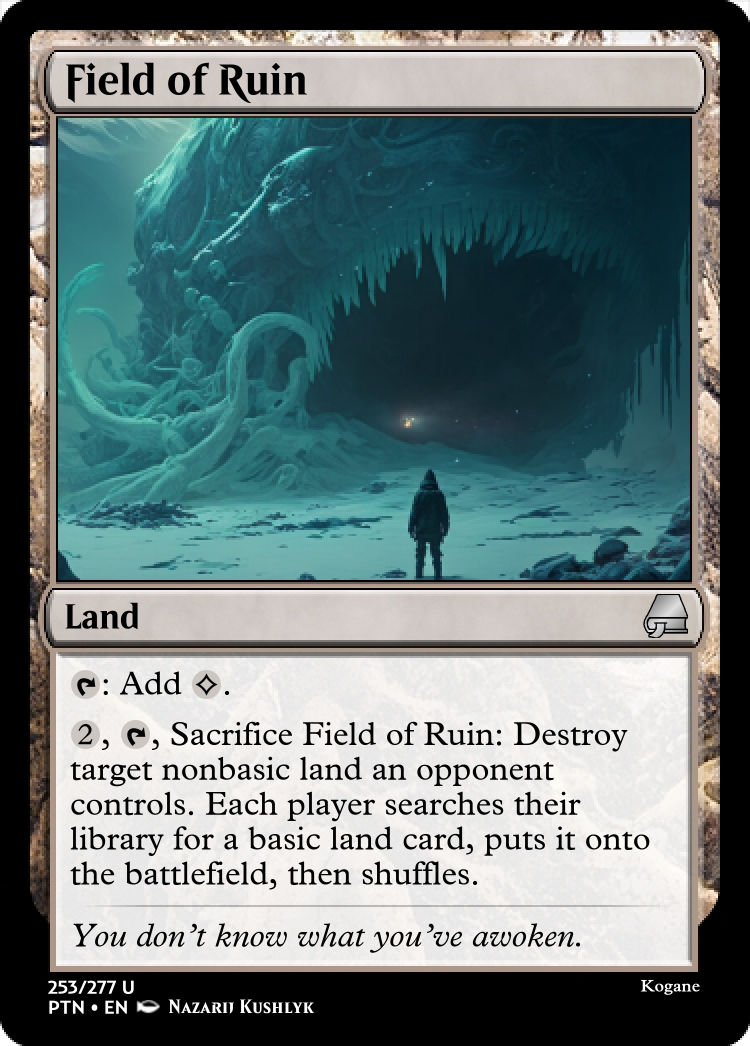 Field of Ruin
Land
: Add .
2, , Sacrifice Field of Ruin: Destroy
target nonbasic land an opponent
controls. Each player searches their
library for a basic land card, puts it onto
the battlefield, then shuffles.
You don't know what you've awoken.
253/277 U
Kogane
PTN • EN Nazarij Kushlyk